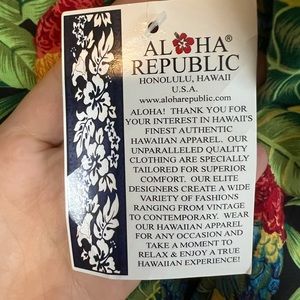 ALOHA®
REPUBLIC
HONOLULU, HAWAII
U.S.A.
www.aloharepublic.com
ALOHA! THANK YOU FOR
YOUR INTEREST IN HAWAII'S
FINEST AUTHENTIC
HAWAIIAN APPAREL. OUR
UNPARALLELED QUALITY
CLOTHING ARE SPECIALLY
TAILORED FOR SUPERIOR
COMFORT. OUR ELITE
DESIGNERS CREATE A WIDE
VARIETY OF FASHIONS
RANGING FROM VINTAGE
TO CONTEMPORARY. WEAR
OUR HAWAIIAN APPAREL
FOR ANY OCCASION AND
TAKE A MOMENT TO
RELAX & ENJOY A TRUE
HAWAIIAN EXPERIENCE!